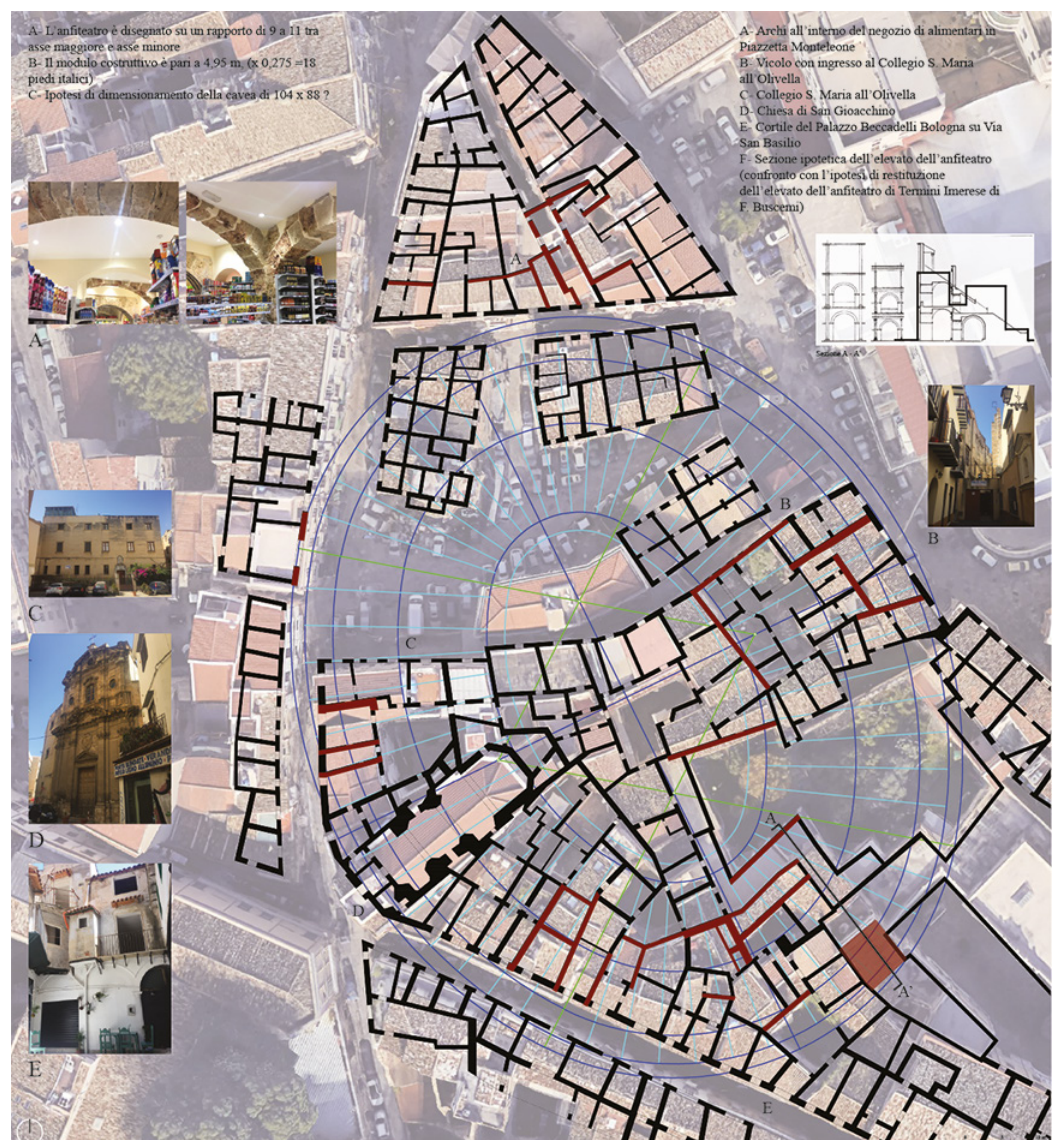 A- L'anfiteatro è disegnato su un rapporto di 9 a 11 tra
asse maggiore e asse minore
B- Il modulo costruttivo è pari a 4,95 m. (x 0,275 =18
piedi italici)
C- Ipotesi di dimensionamento della cavea di 104 x 88 ?
A- Archi all'interno del negozio di alimentari in
Piazzetta Monteleone
B- Vicolo con ingresso al Collegio S. Maria
all'Olivella
C- Collegio S. Maria all'Olivella
D- Chiesa di San Gioacchino
E- Cortile del Palazzo Beccadelli Bologna su Via
San Basilio
F- Sezione ipotetica dell'elevato dell'anfiteatro
(confronto con l'ipotesi di restituzione
dell'elevato dell'anfiteatro di Termini Imerese di
F. Buscemi)
Sezione A - A'
A
B
C
D
E
A
B
C
D
E
A
A'